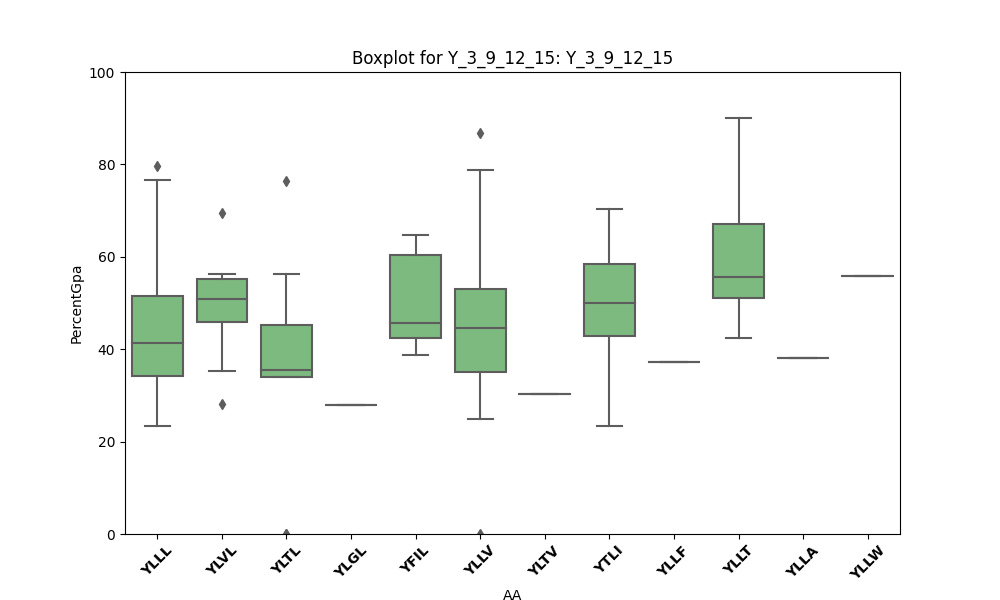 Boxplot for Y_3_9_12_15: Y_3_9_12_15
100
80
60
40
20
0
PercentGpa
YLLL
YLVL
YLTL
YLGL
YFIL
YLLV
YLTV
YTLI
YLLF
YLLT
YLLA
YLLW
AA